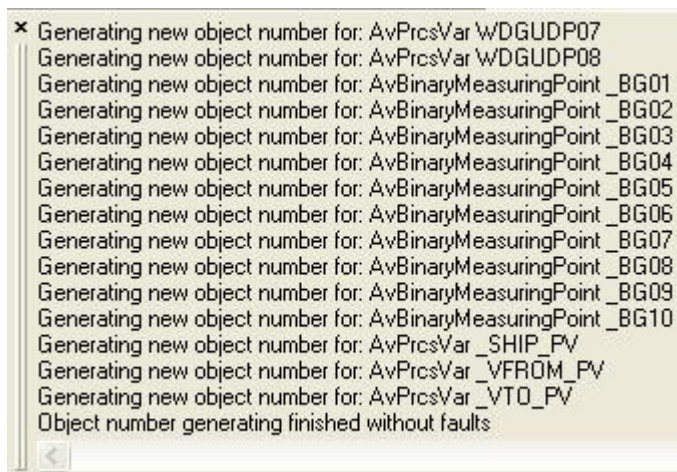 Generating new object number for: AvPrcsVar WDGUDP07
Generating new object number for: AvPrcsVar WDGUDP08
Generating new object number for: AvBinaryMeasuringPoint _BG01
Generating new object number for: AvBinaryMeasuringPoint _BG02
Generating new object number for: AvBinaryMeasuringPoint _BG03
Generating new object number for: AvBinaryMeasuringPoint _BG04
Generating new object number for: AvBinaryMeasuringPoint _BG05
Generating new object number for: AvBinaryMeasuringPoint _BG06
Generating new object number for: AvBinaryMeasuringPoint _BG07
Generating new object number for: AvBinaryMeasuringPoint _BG08
Generating new object number for: AvBinaryMeasuringPoint _BG09
Generating new object number for: AvBinaryMeasuringPoint _BG10
Generating new object number for: AvPrcsVar _SHIP_PV
Generating new object number for: AvPrcsVar _VFROM_PV
Generating new object number for: AvPrcsVar _VTO_PV
Object number generating finished without faults